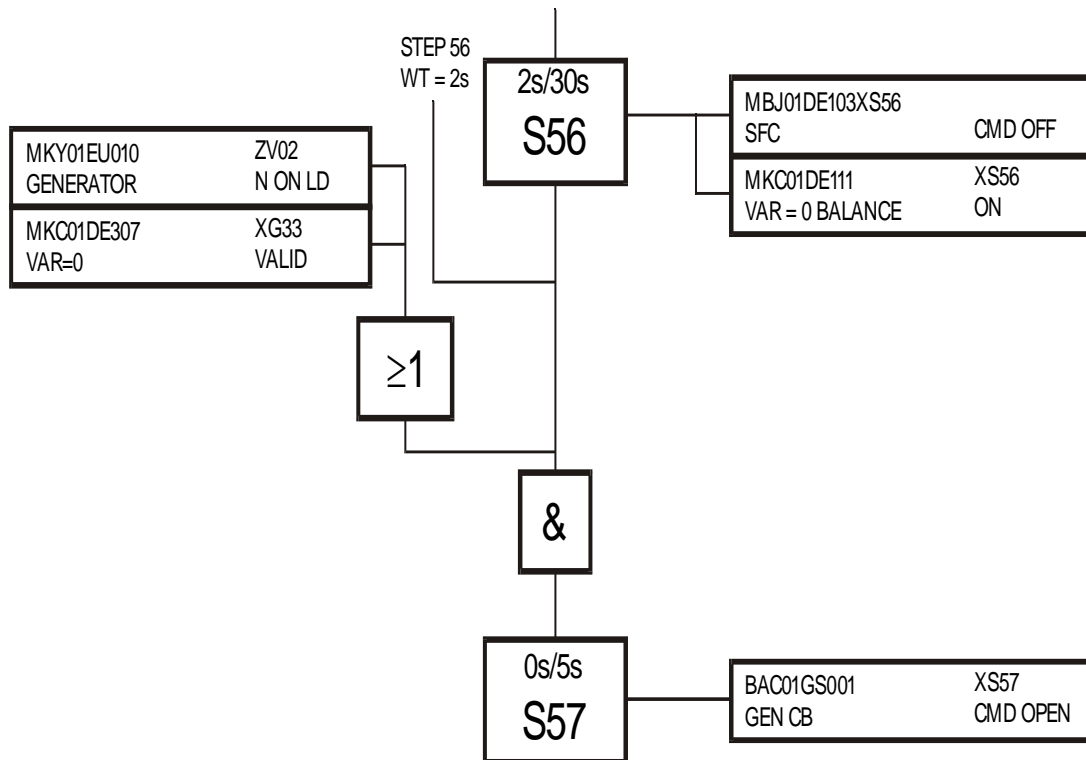 STEP 56
WT = 2s
2s/30s
S56
MBJ01DE103XS56
SFC CMD OFF
MKC01DE111 XS56
VAR = 0 BALANCE ON
MKY01EU010 ZV02
GENERATOR N ON LD
MKC01DE307 XG33
VAR=0 VALID
≥1
&
0s/5s
S57
BAC01GS001 XS57
GEN CB CMD OPEN